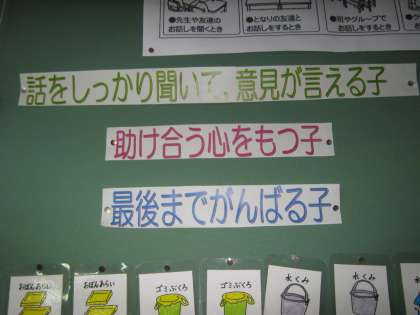 ●先生や友達の
お話しを聞くとき
●となりの友達と
お話しをするとき
●班やグループで
お話しをするとき
話をしっかり聞いて、意見が言える子
助け合う心をもつ子
最後までがんばる子
おぼんあらい
おぼんあらい
ゴミぶくろ
ゴミぶくろ
水くみ
水くみ